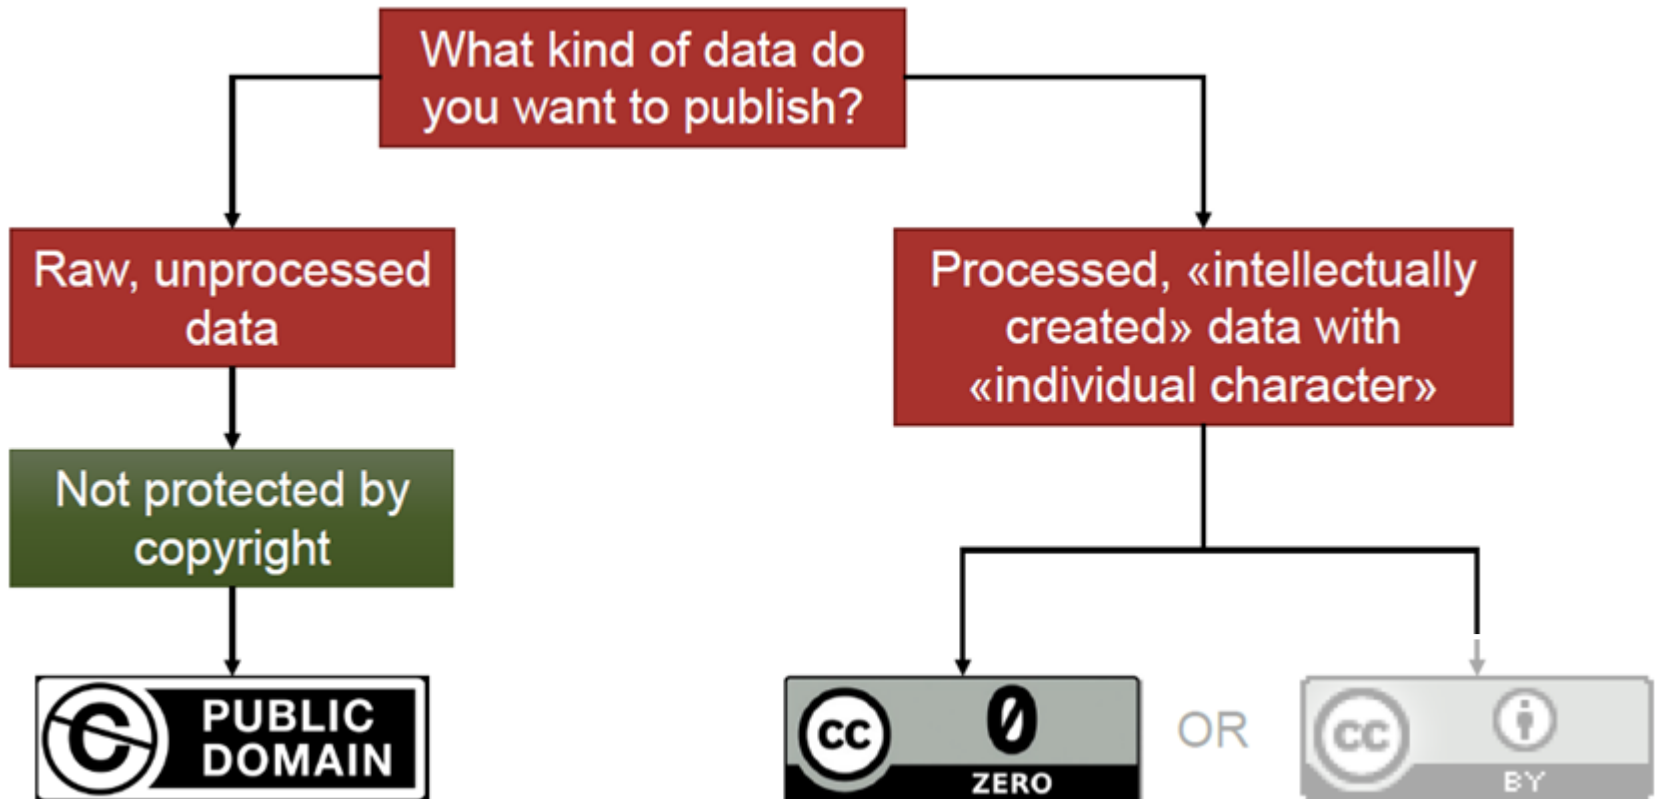 What kind of data do
you want to publish?
Raw, unprocessed
data
Processed, «intellectually
created» data with
«individual character»
Not protected by
copyright
C PUBLIC
DOMAIN
cc 0
ZERO
OR
cc
BY